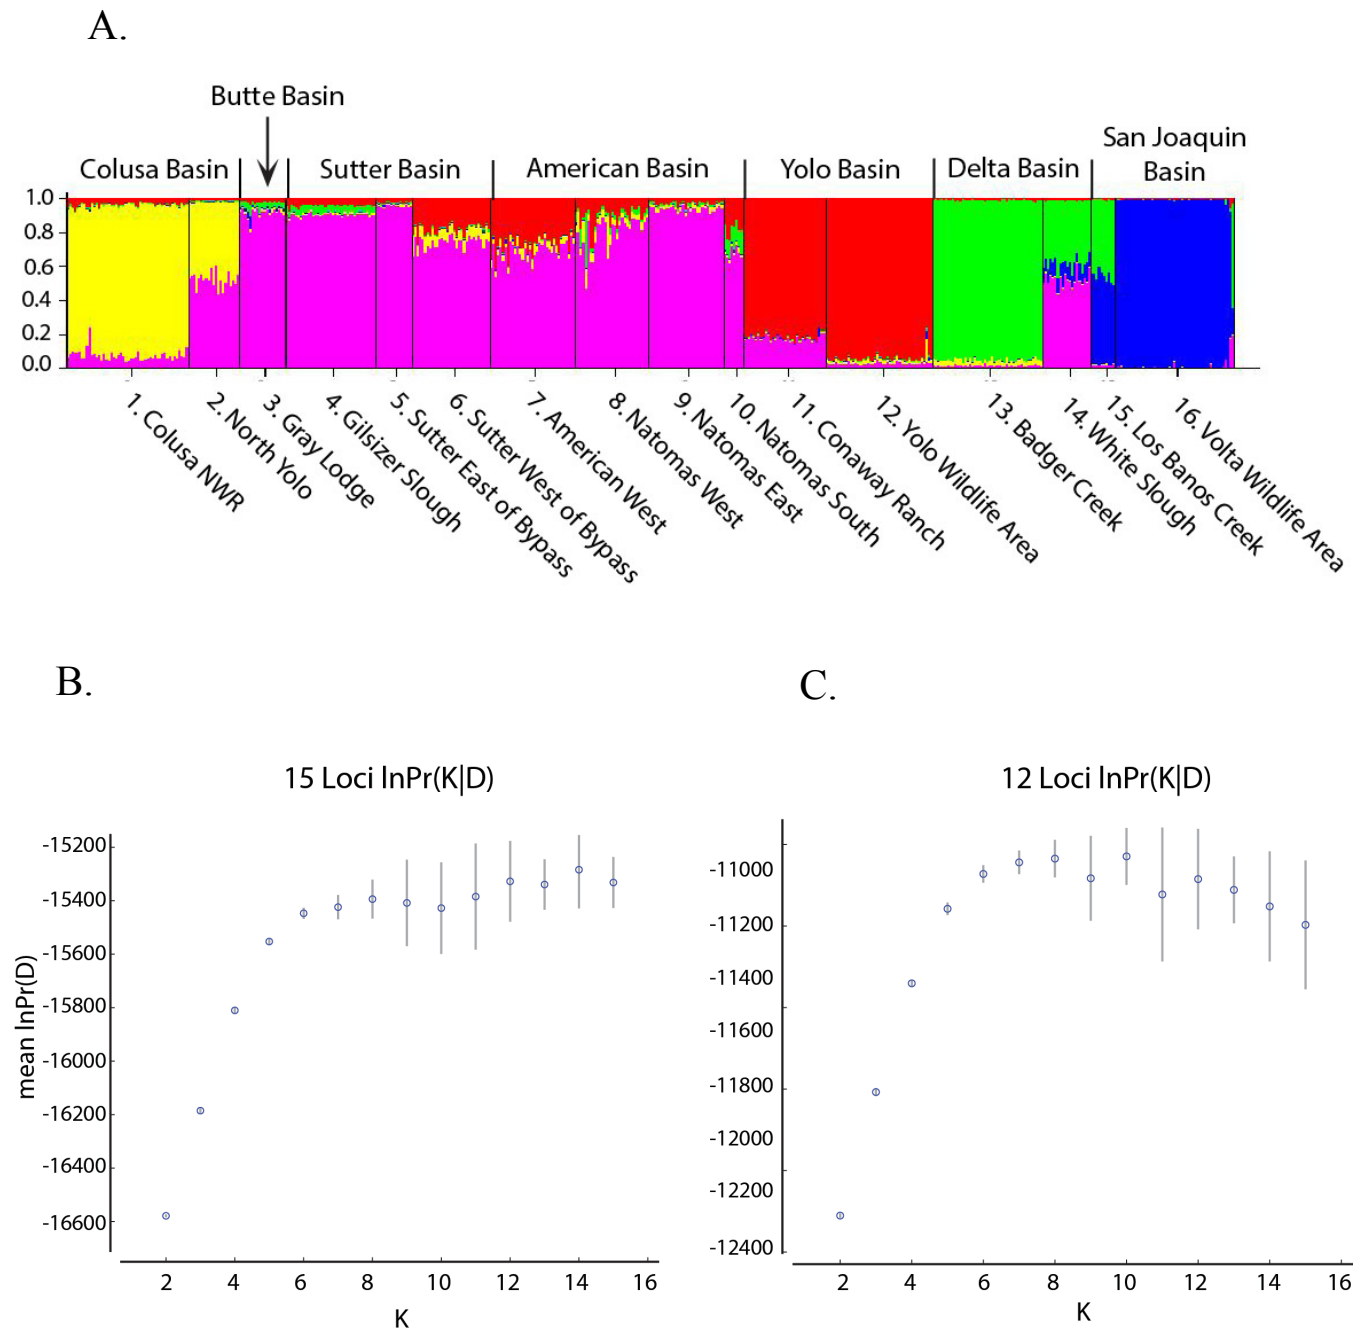 A.
Butte Basin
San Joaquin
Basin
Colusa Basin
Sutter Basin
American Basin
Yolo Basin
Delta Basin
1.0
0.8
0.6
0.4
0.2
0.0
1. Colusa NWR
2. North Yolo
3. Gray Lodge
4. Gilsizer Slough
5. Sutter East of Bypass
6. Sutter West of Bypass
7. American West
8. Natomas West
9. Natomas East
10. Natomas South
11. Conaway Ranch
12. Yolo Wildlife Area
13. Badger Creek
14. White Slough
15. Los Banos Creek
16. Volta Wildlife Area
B.
15 Loci lnPr(K|D)
mean lnPr(D)
-15200
-15400
-15600
-15800
-16000
-16200
-16400
-16600
2 4 6 8 10 12 14 16
K
C.
12 Loci lnPr(K|D)
-11000
-11200
-11400
-11600
-11800
-12000
-12200
-12400
2 4 6 8 10 12 14 16
K